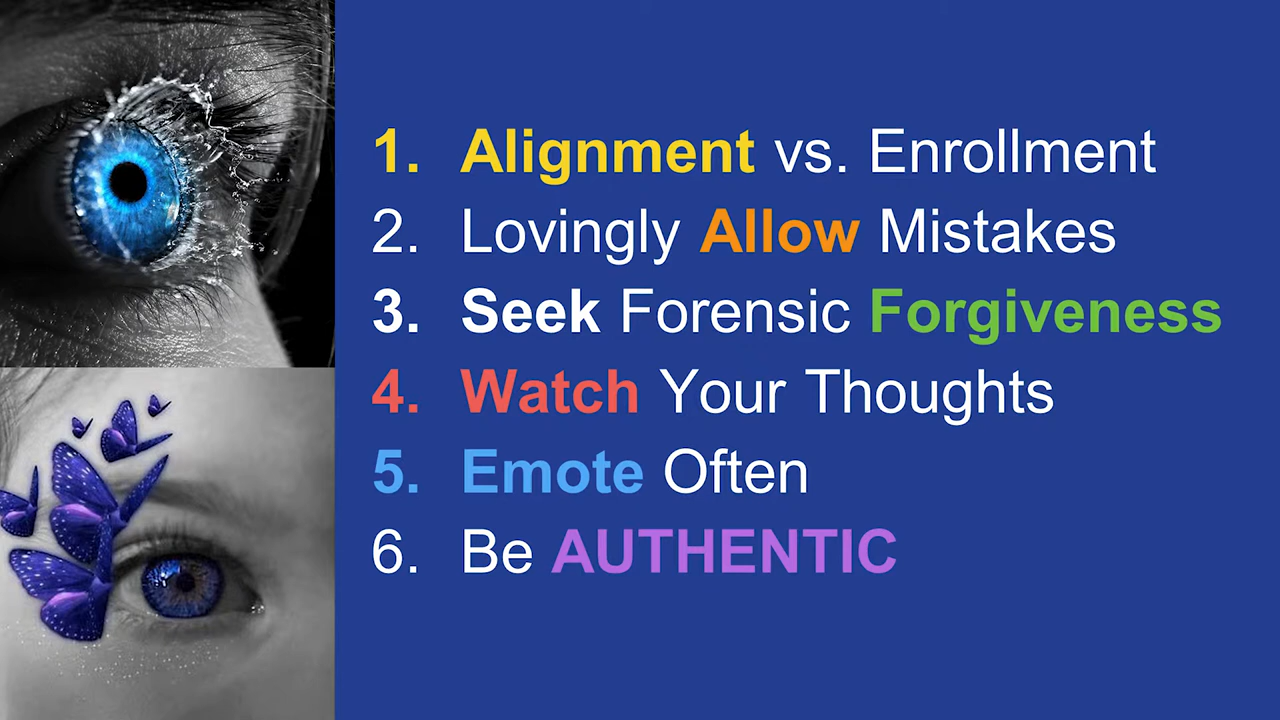 1. Alignment vs. Enrollment
2. Lovingly Allow Mistakes
3. Seek Forensic Forgiveness
4. Watch Your Thoughts
5. Emote Often
6. Be AUTHENTIC